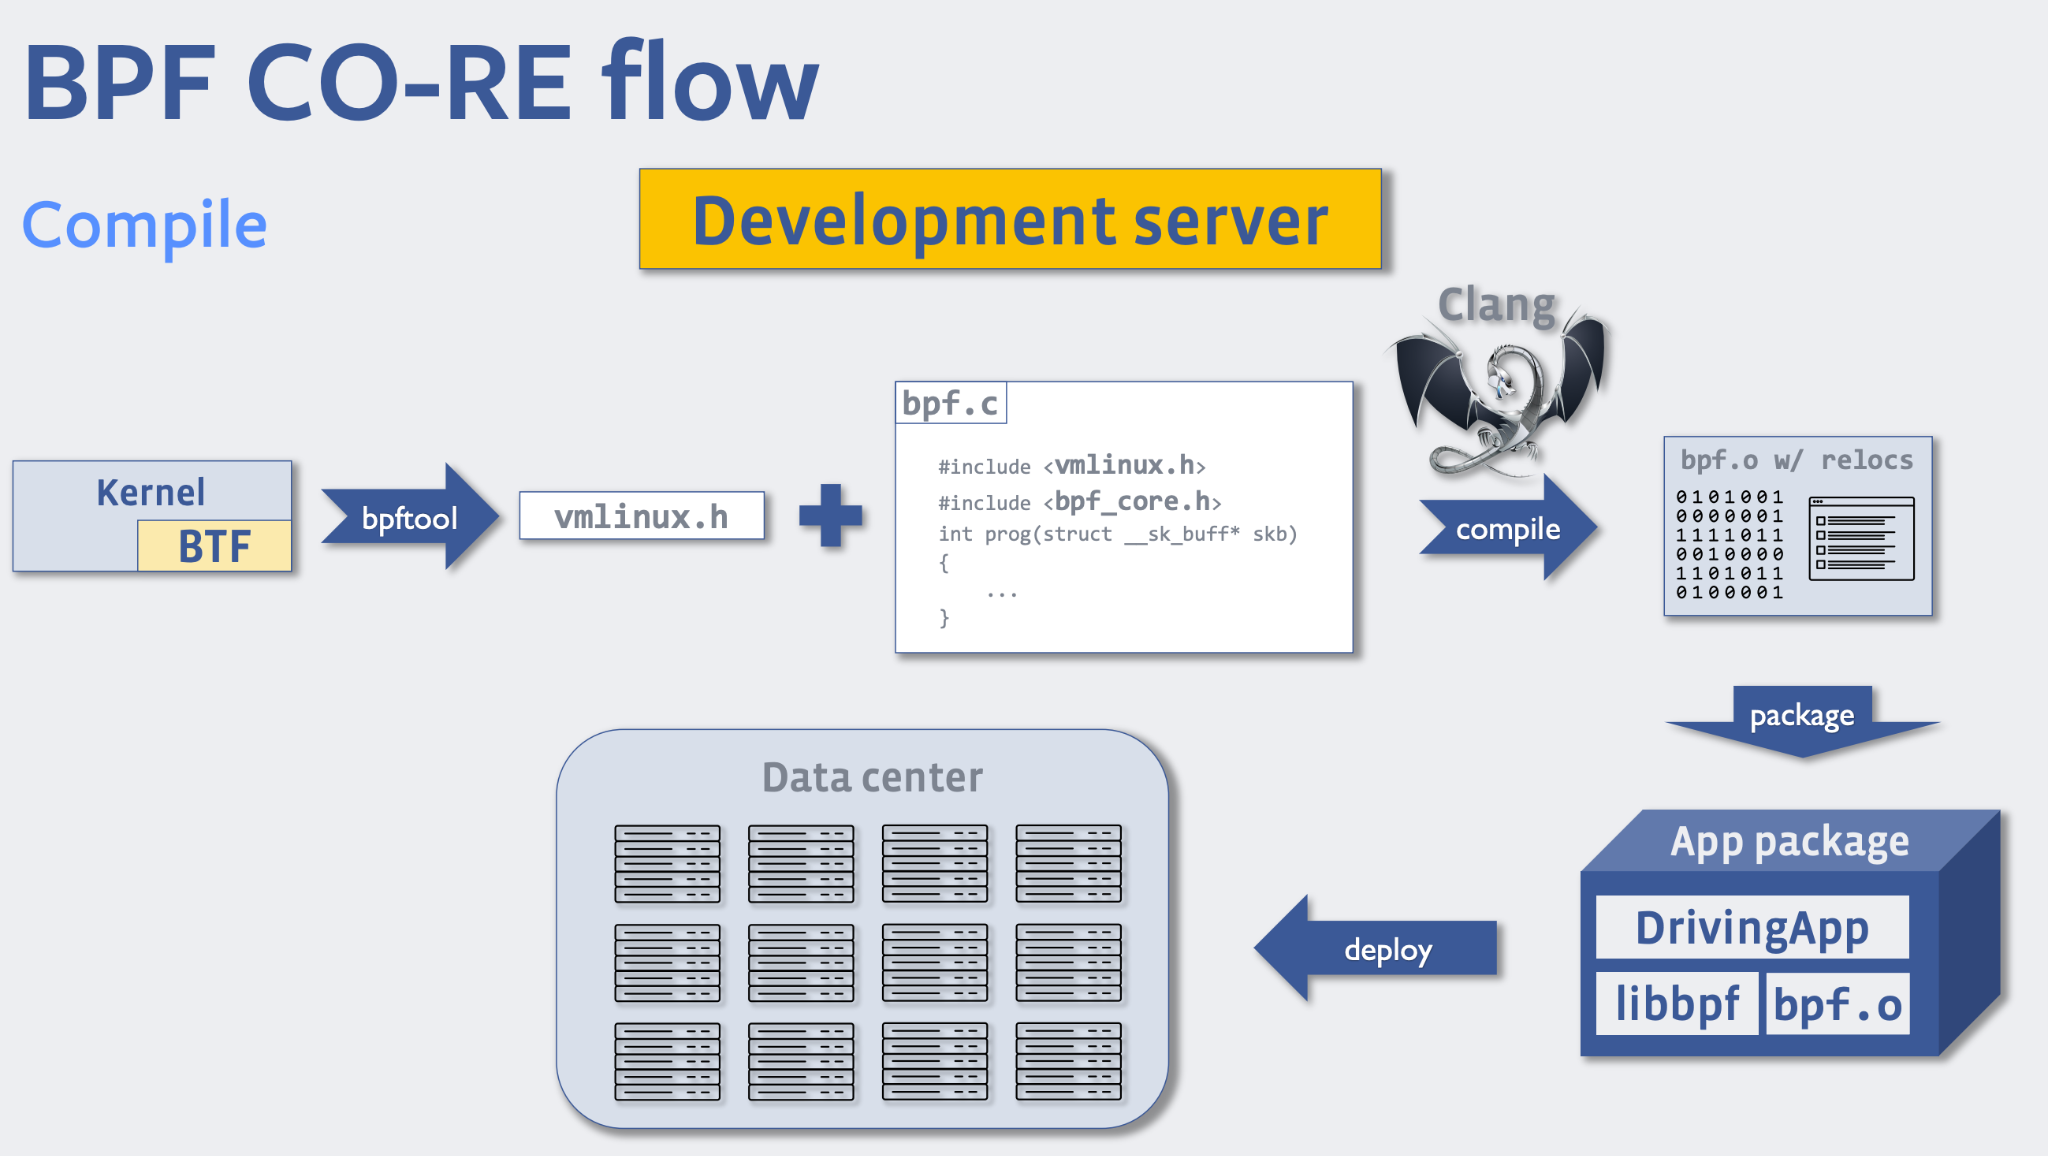 BPF CO-RE flow
Compile
Development server
Clang
bpf.c
#include <vmlinux.h>
#include <bpf_core.h>
int prog(struct __sk_buff* skb)
{
...
}
Kernel
BTF
bpftool
vmlinux.h
compile
bpf.o w/ relocs
0101001
0000001
1111011
0010000
1101011
0100001
package
Data center
App package
DrivingApp
libbpf
bpf.o
deploy